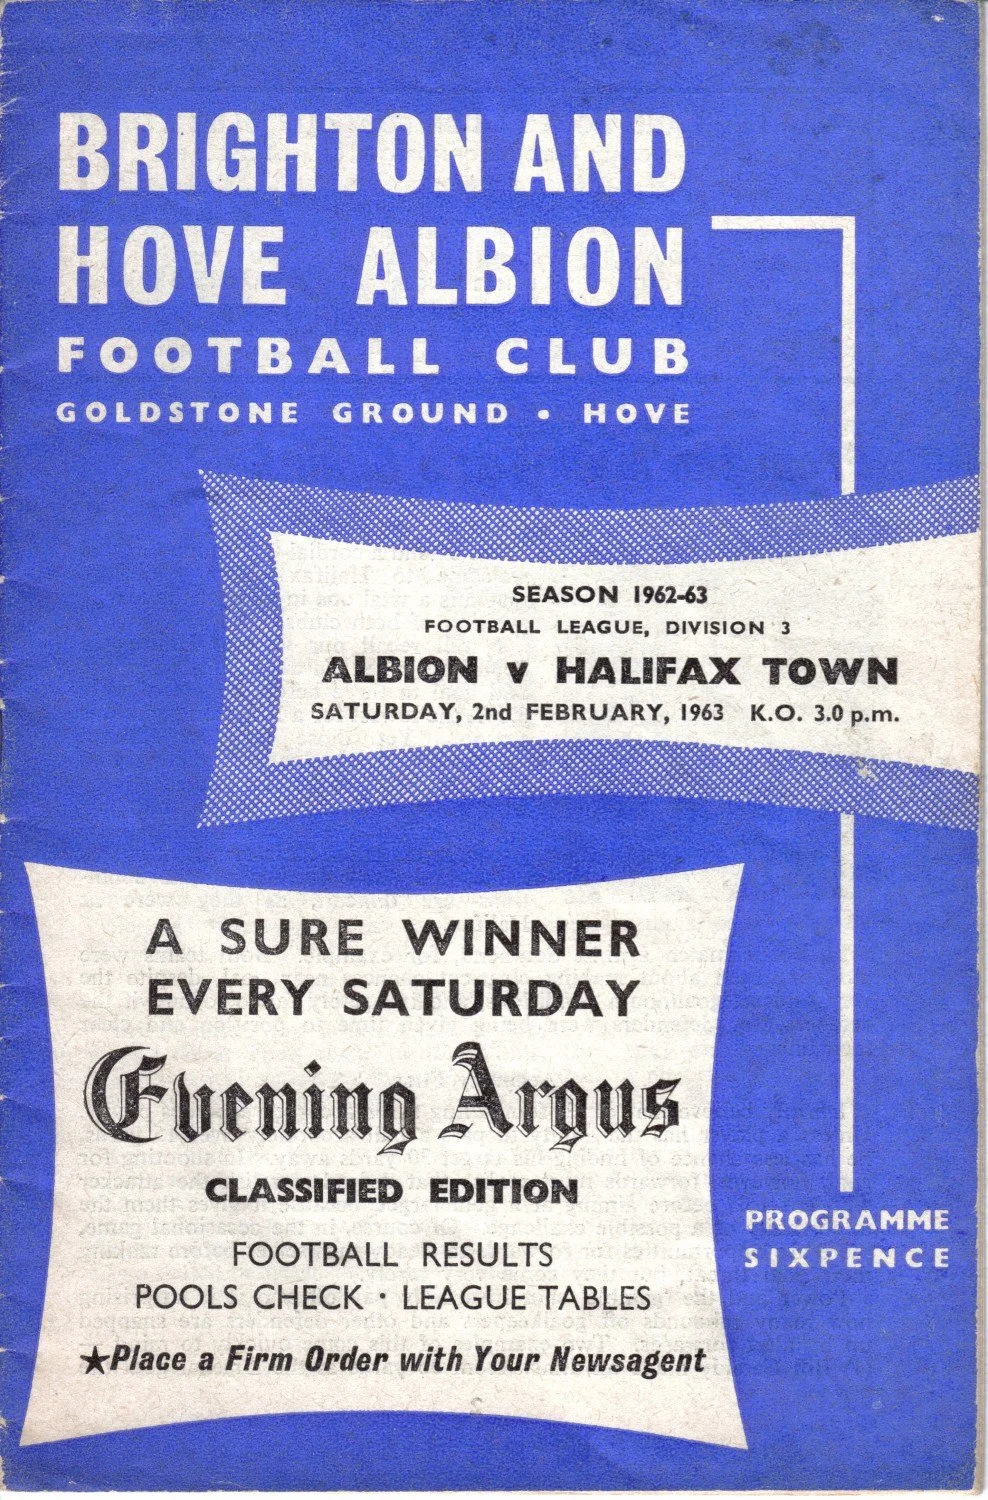 BRIGHTON AND
HOVE ALBION
FOOTBALL CLUB
GOLDSTONE GROUND • HOVE
SEASON 1962-63
FOOTBALL LEAGUE, DIVISION 3
ALBION v HALIFAX TOWN
SATURDAY, 2nd FEBRUARY, 1963 K.O. 3.0 p.m.
A SURE WINNER
EVERY SATURDAY
Evening Argus
CLASSIFIED EDITION
FOOTBALL RESULTS
POOLS CHECK · LEAGUE TABLES
★Place a Firm Order with Your Newsagent
PROGRAMME
SIXPENCE